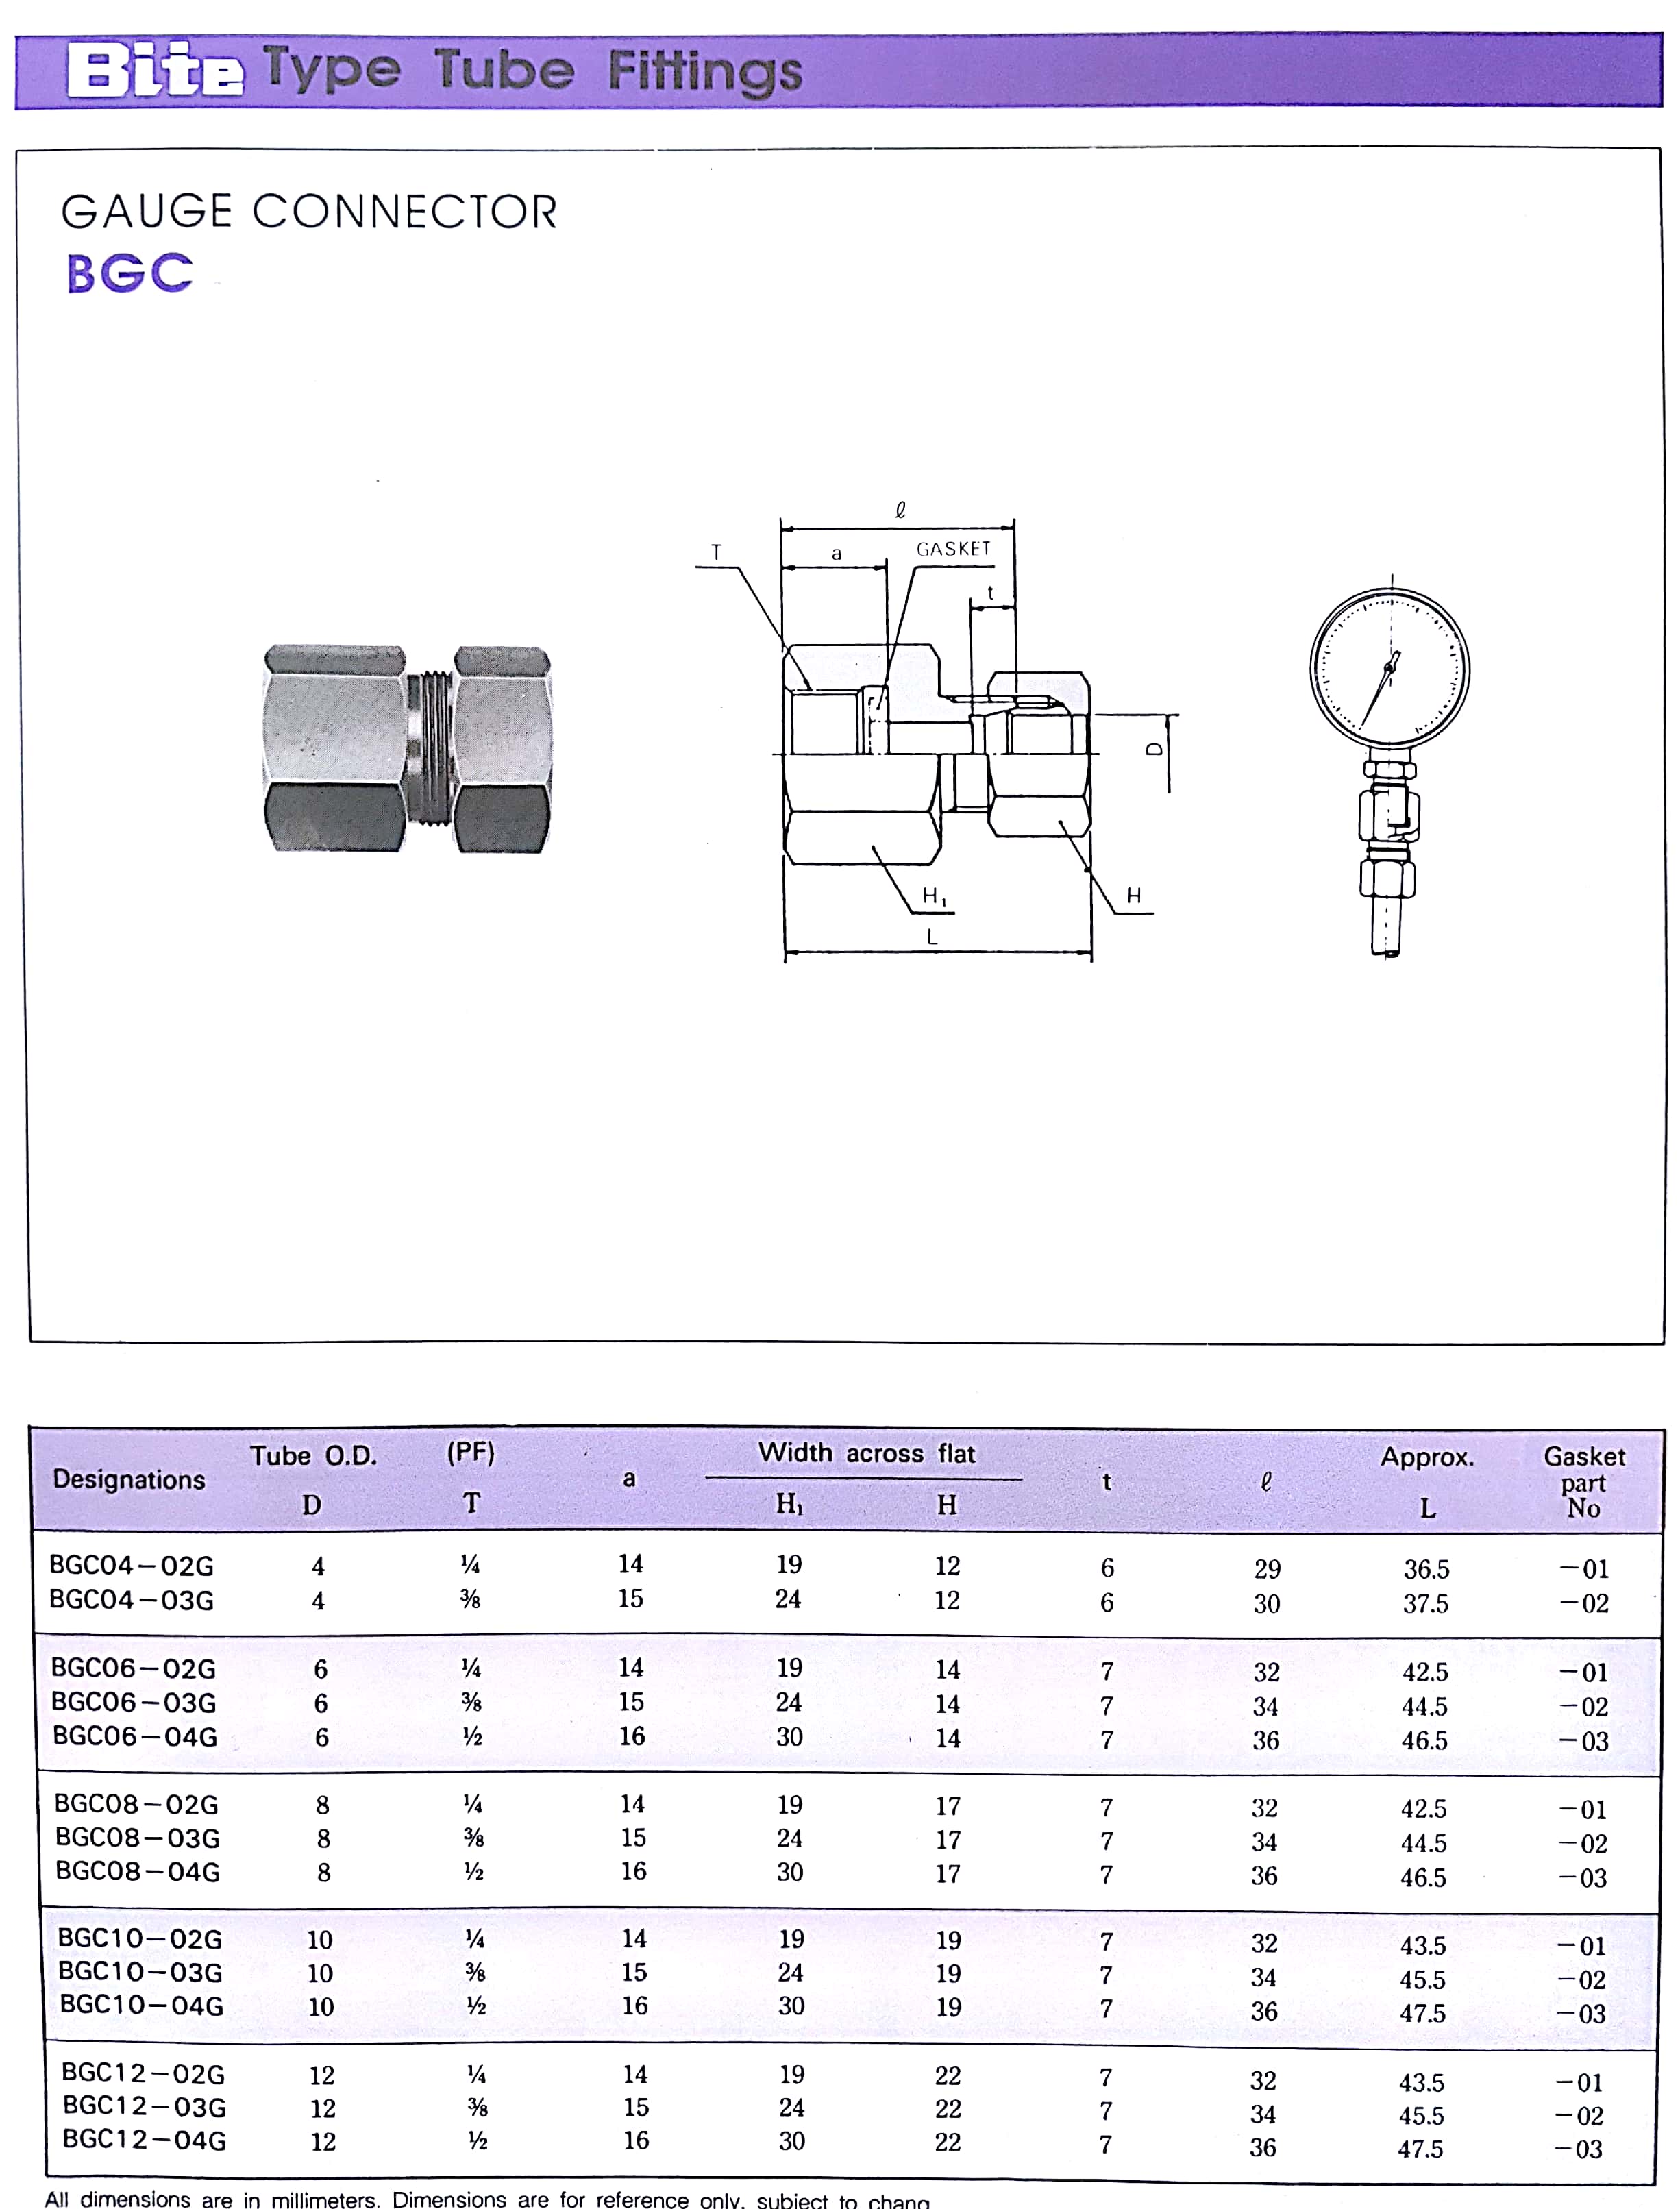 Bite Type Tube Fittings
GAUGE CONNECTOR
BGC
ℓ
T a GASKET
t
D
H₁ H
L
Designations Tube O.D. D (PF) T a Width across flat H₁ H t ℓ Approx. L Gasket part No
BGC04−02G 4 ¼ 14 19 12 6 29 36.5 −01
BGC04−03G 4 ⅜ 15 24 12 6 30 37.5 −02
BGC06−02G 6 ¼ 14 19 14 7 32 42.5 −01
BGC06−03G 6 ⅜ 15 24 14 7 34 44.5 −02
BGC06−04G 6 ½ 16 30 14 7 36 46.5 −03
BGC08−02G 8 ¼ 14 19 17 7 32 42.5 −01
BGC08−03G 8 ⅜ 15 24 17 7 34 44.5 −02
BGC08−04G 8 ½ 16 30 17 7 36 46.5 −03
BGC10−02G 10 ¼ 14 19 19 7 32 43.5 −01
BGC10−03G 10 ⅜ 15 24 19 7 34 45.5 −02
BGC10−04G 10 ½ 16 30 19 7 36 47.5 −03
BGC12−02G 12 ¼ 14 19 22 7 32 43.5 −01
BGC12−03G 12 ⅜ 15 24 22 7 34 45.5 −02
BGC12−04G 12 ½ 16 30 22 7 36 47.5 −03
All dimensions are in millimeters. Dimensions are for reference only, subject to chang